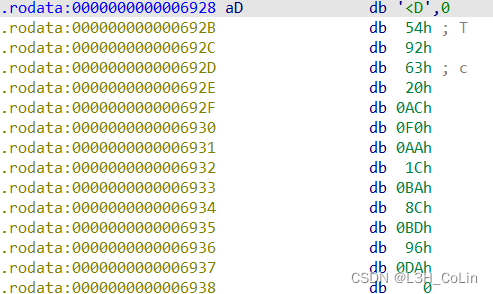 .rodata:0000000000006928 aD db '<D',0
.rodata:000000000000692B db 54h ; T
.rodata:000000000000692C db 92h
.rodata:000000000000692D db 63h ; c
.rodata:000000000000692E db 20h
.rodata:000000000000692F db 0ACh
.rodata:0000000000006930 db 0F0h
.rodata:0000000000006931 db 0AAh
.rodata:0000000000006932 db 1Ch
.rodata:0000000000006933 db 0BAh
.rodata:0000000000006934 db 8Ch
.rodata:0000000000006935 db 0BDh
.rodata:0000000000006936 db 96h
.rodata:0000000000006937 db 0DAh
.rodata:0000000000006938 db 0
CSDN @L3H_CoLin